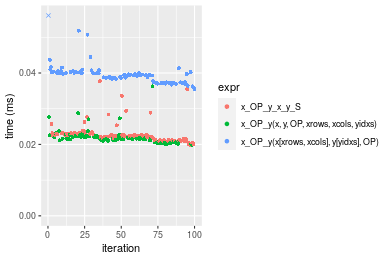 0.04
0.02
0.00
time (ms)
0
25
50
75
100
iteration
expr
x_OP_y_x_y_S
x_OP_y(x, y, OP, xrows, xcols, yidxs)
x_OP_y(x[xrows, xcols], y[yidxs], OP)